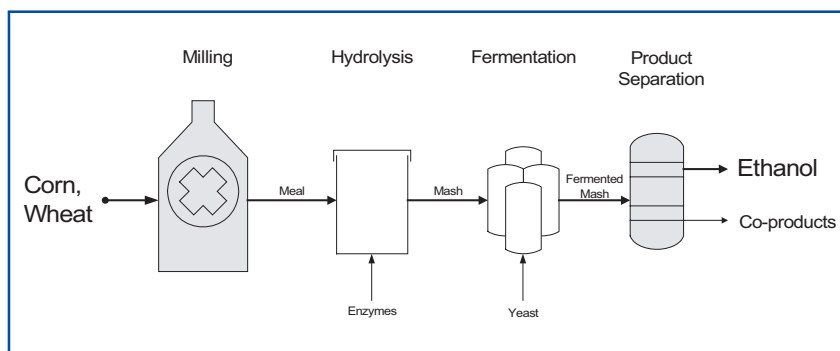 Milling
Hydrolysis
Fermentation
Product
Separation
Corn,
Wheat
Meal
Mash
Fermented
Mash
Ethanol
Co-products
Enzymes
Yeast